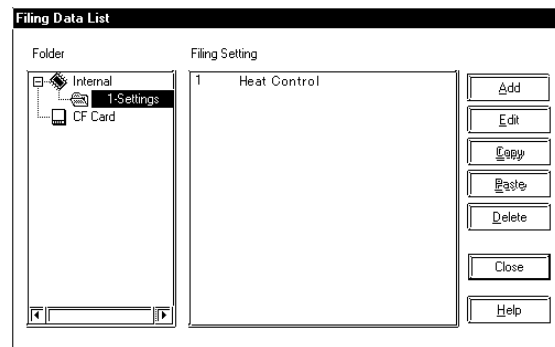 Filing Data List
Folder
Filing Setting
Internal
1-Settings
CF Card
1 Heat Control
Add
Edit
Copy
Paste
Delete
Close
Help